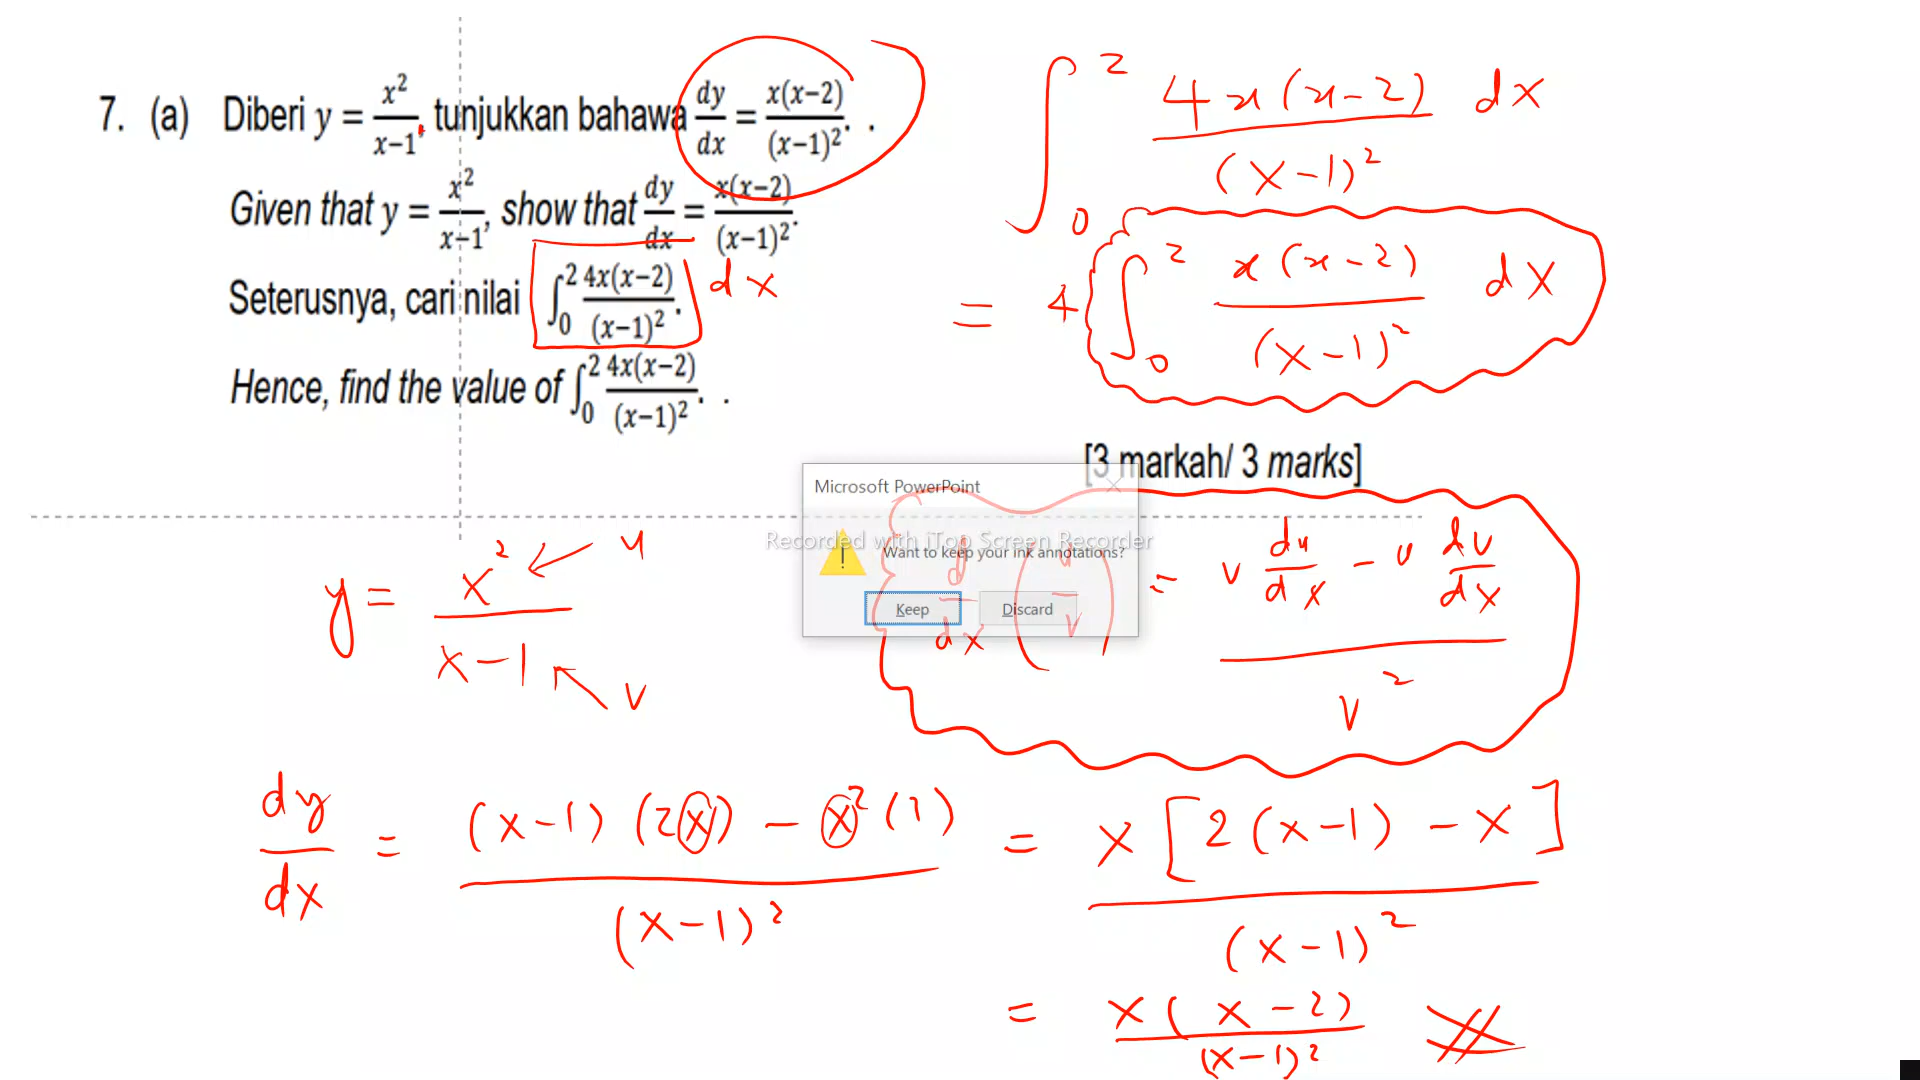 7. (a) Diberi y = x²/(x−1), tunjukkan bahawa dy/dx = x(x−2)/(x−1)². .
Given that y = x²/(x−1), show that dy/dx = x(x−2)/(x−1)².
Seterusnya, cari nilai ∫₀² 4x(x−2)/(x−1)². dx
Hence, find the value of ∫₀² 4x(x−2)/(x−1)². .
[3 markah/ 3 marks]
∫₀² 4x(x−2)/(x−1)² dx
= 4 ∫₀² x(x−2)/(x−1)² dx
Microsoft PowerPoint
Recorded with iTop Screen Recorder
Want to keep your ink annotations?
Keep Discard
y = x²/(x−1)
u
v
d/dx (u/v) = (v du/dx − u dv/dx)/v²
dy/dx = ((x−1)(2x) − x²(1))/(x−1)² = x[2(x−1) − x]/(x−1)²
= x(x−2)/(x−1)²